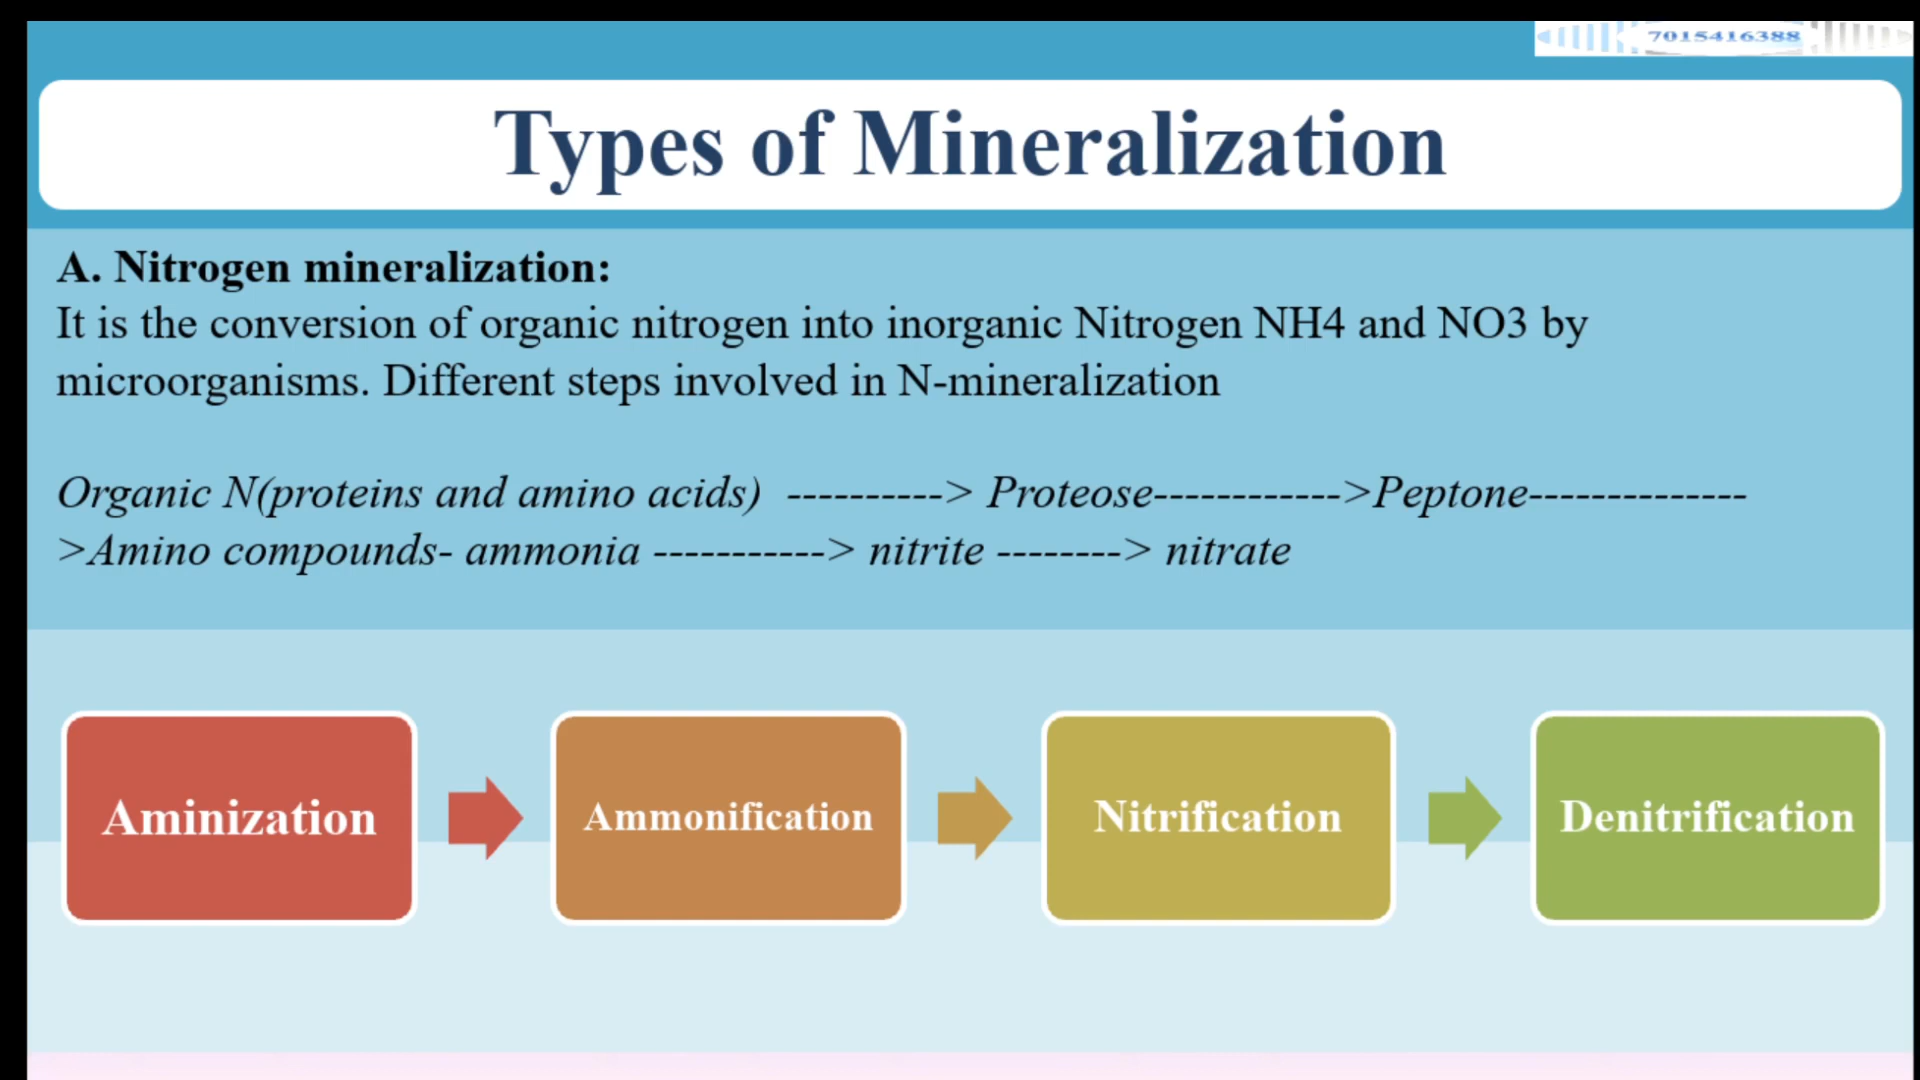 7015416388
Types of Mineralization
A. Nitrogen mineralization:
It is the conversion of organic nitrogen into inorganic Nitrogen NH4 and NO3 by
microorganisms. Different steps involved in N-mineralization
Organic N(proteins and amino acids) ----------> Proteose------------>Peptone--------------
>Amino compounds- ammonia -----------> nitrite --------> nitrate
Aminization
Ammonification
Nitrification
Denitrification